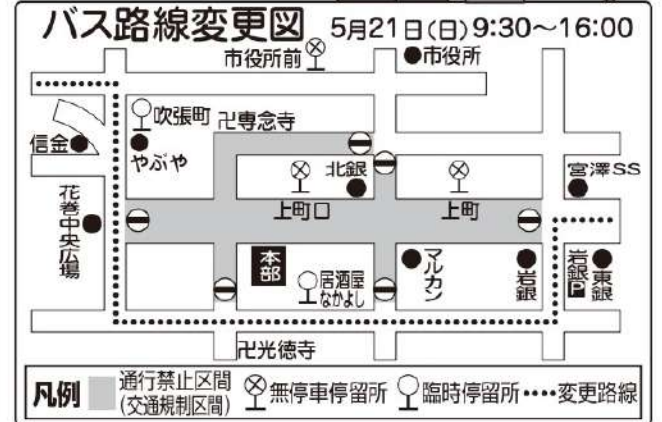 バス路線変更図 5月21日(日)9:30〜16:00
市役所前
●市役所
吹張町
卍専念寺
信金●
やぶや
北銀
宮澤SS
花巻中央広場
上町口
上町
本部
居酒屋
なかよし
マルカン
岩銀
岩銀P
東銀
卍光徳寺
凡例
通行禁止区間
(交通規制区間)
無停車停留所
臨時停留所
変更路線